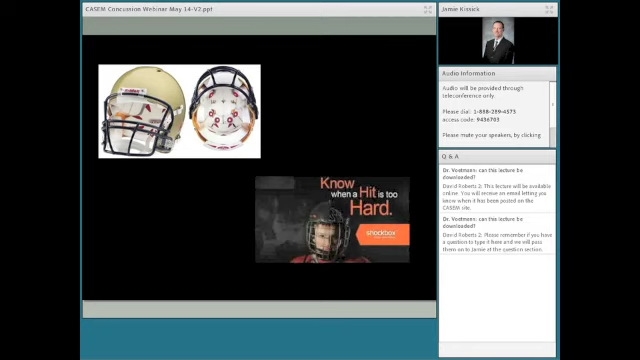 CASEM Concussion Webinar May 14-V2.ppt
Know
when a Hit is too
Hard.
shockbox
Jamie Kissick
Audio Information
Audio will be provided through
teleconference only.
Please dial: 1-888-289-4573
access code: 9436703
Please mute your speakers, by clicking
Q & A
Dr. Vostmann: can this lecture be
downloaded?
David Roberts 2: This lecture will be available
online. You will receive an email letting you
know when it has been posted on the
CASEM site.
Dr. Vostmann: can this lecture be
downloaded?
David Roberts 2: Please remember if you have
a question to type it here and we will pass
them on to Jamie at the question section.